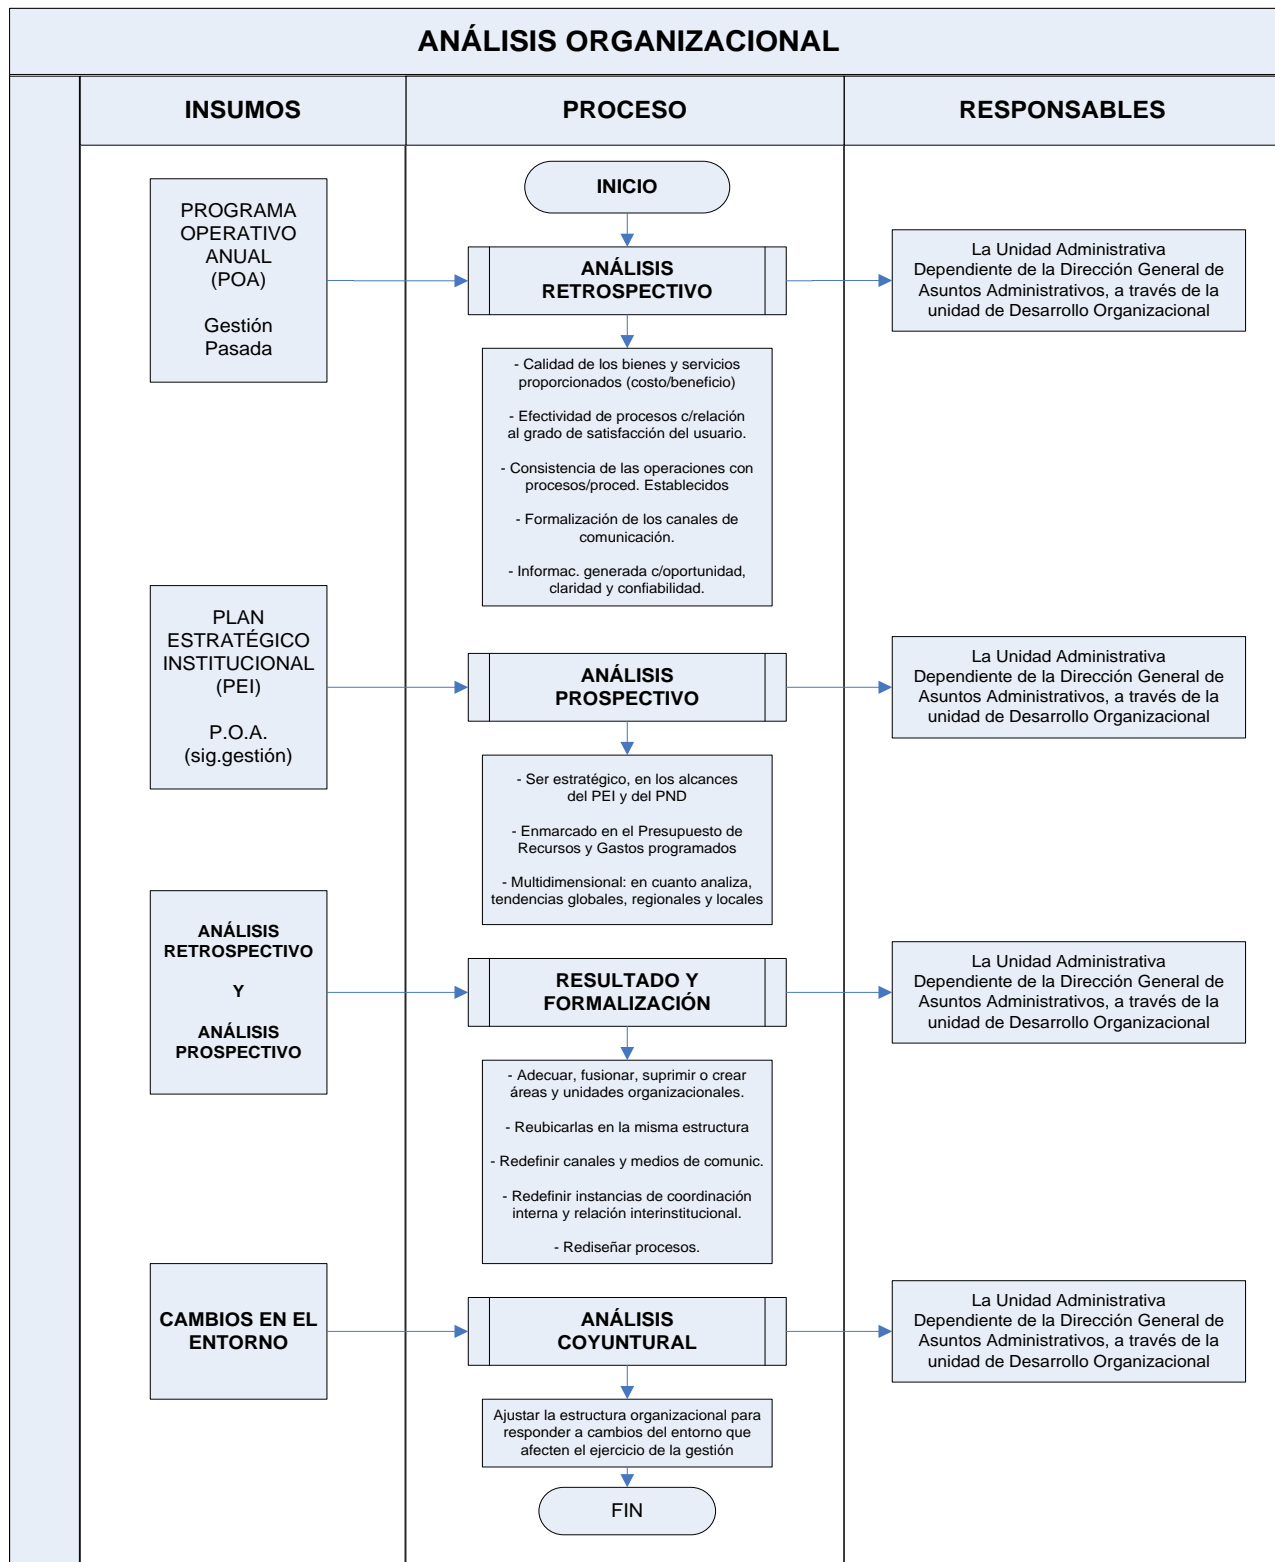 ANÁLISIS ORGANIZACIONAL
INSUMOS
PROCESO
RESPONSABLES
INICIO
PROGRAMA
OPERATIVO
ANUAL
(POA)
Gestión
Pasada
ANÁLISIS
RETROSPECTIVO
La Unidad Administrativa
Dependiente de la Dirección General de
Asuntos Administrativos, a través de la
unidad de Desarrollo Organizacional
- Calidad de los bienes y servicios
proporcionados (costo/beneficio)
- Efectividad de procesos c/relación
al grado de satisfacción del usuario.
- Consistencia de las operaciones con
procesos/proced. Establecidos
- Formalización de los canales de
comunicación.
- Informac. generada c/oportunidad,
claridad y confiabilidad.
PLAN
ESTRATÉGICO
INSTITUCIONAL
(PEI)
P.O.A.
(sig.gestión)
ANÁLISIS
PROSPECTIVO
La Unidad Administrativa
Dependiente de la Dirección General de
Asuntos Administrativos, a través de la
unidad de Desarrollo Organizacional
- Ser estratégico, en los alcances
del PEI y del PND
- Enmarcado en el Presupuesto de
Recursos y Gastos programados
- Multidimensional: en cuanto analiza,
tendencias globales, regionales y locales
ANÁLISIS
RETROSPECTIVO
Y
ANÁLISIS
PROSPECTIVO
RESULTADO Y
FORMALIZACIÓN
La Unidad Administrativa
Dependiente de la Dirección General de
Asuntos Administrativos, a través de la
unidad de Desarrollo Organizacional
- Adecuar, fusionar, suprimir o crear
áreas y unidades organizacionales.
- Reubicarlas en la misma estructura
- Redefinir canales y medios de comunic.
- Redefinir instancias de coordinación
interna y relación interinstitucional.
- Rediseñar procesos.
CAMBIOS EN EL
ENTORNO
ANÁLISIS
COYUNTURAL
La Unidad Administrativa
Dependiente de la Dirección General de
Asuntos Administrativos, a través de la
unidad de Desarrollo Organizacional
Ajustar la estructura organizacional para
responder a cambios del entorno que
afecten el ejercicio de la gestión
FIN